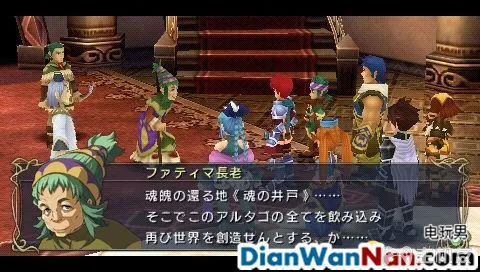 ファティマ長老
魂魄の還る地《魂の井戸》……
そこでこのアルタゴの全てを飲み込み
再び世界を創造せんとする、か……
电玩男
DianWanNan.com